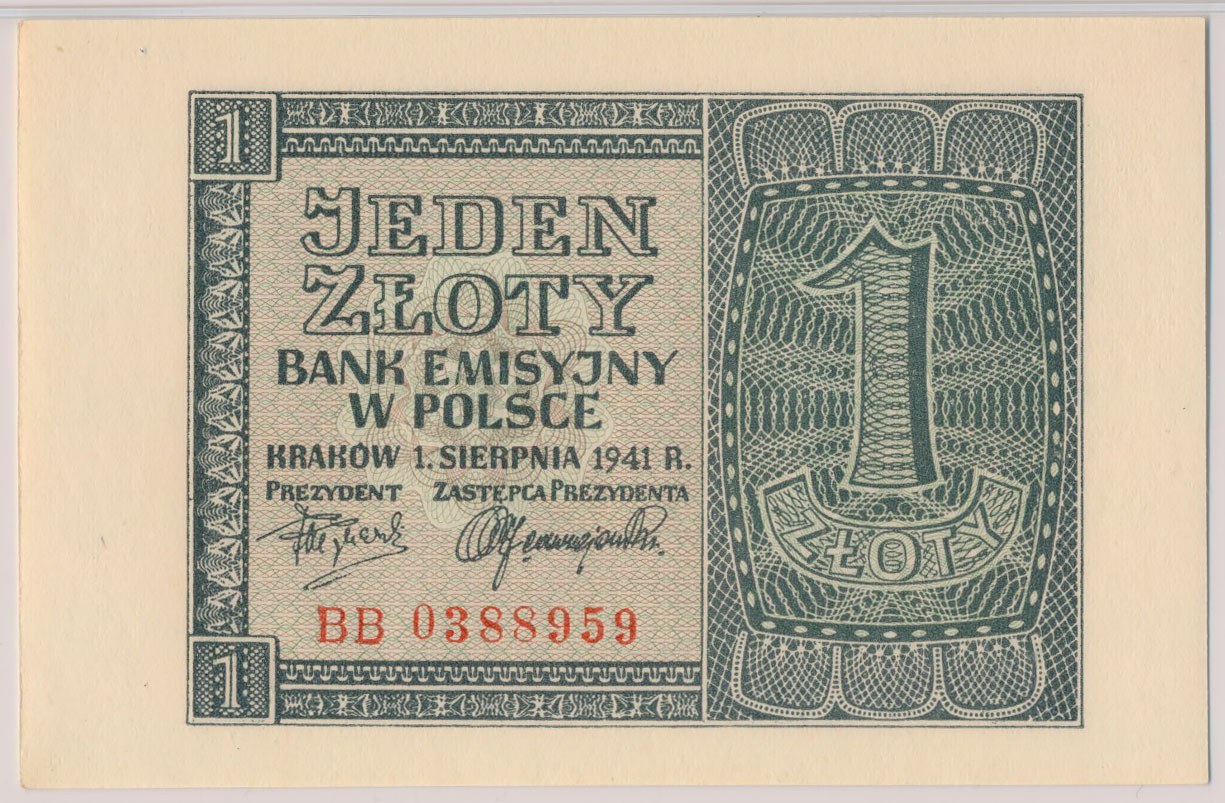 1
JEDEN
ZŁOTY
BANK EMISYJNY
W POLSCE
KRAKÓW 1. SIERPNIA 1941 R.
PREZYDENT ZASTĘPCA PREZYDENTA
BB 0388959
1
1
ZŁOTY